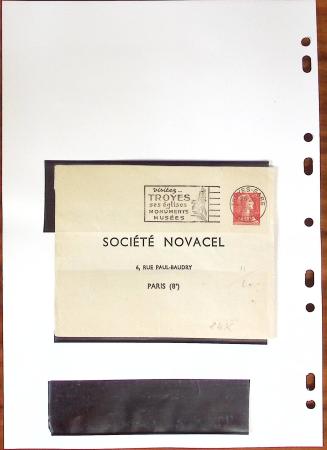 Visitez...
TROYES
ses églises
MONUMENTS
MUSÉES
SOCIÉTÉ NOVACEL
6, RUE PAUL-BAUDRY
PARIS (8e)